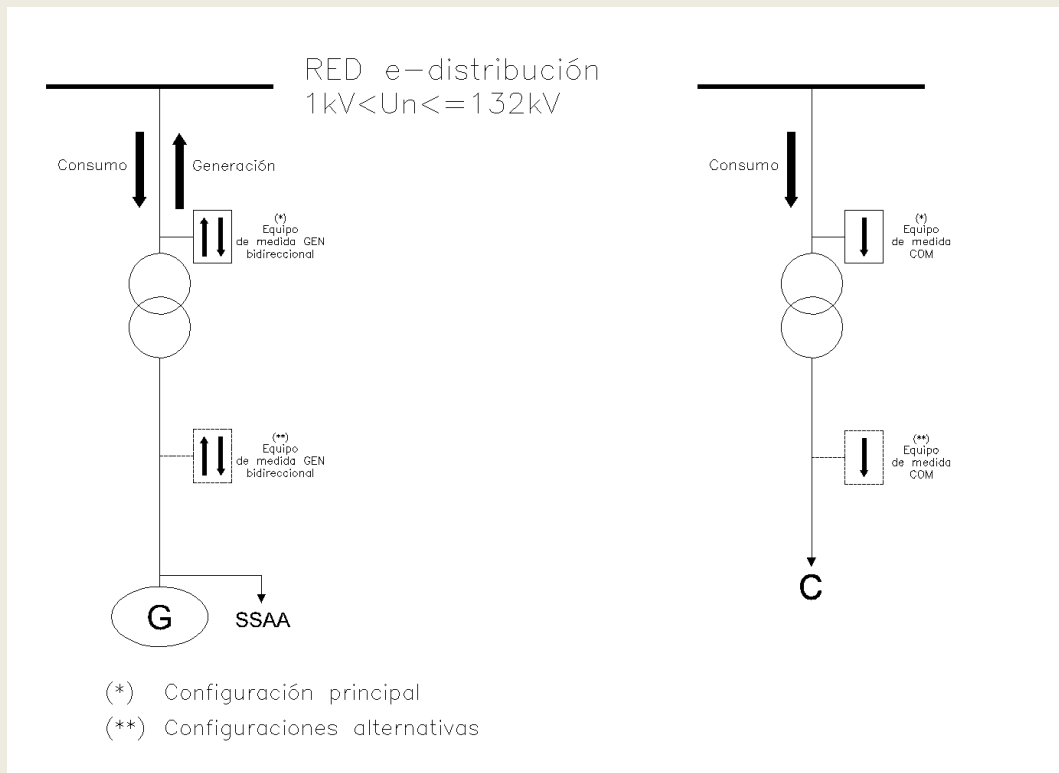 RED e-distribución
1kV<Un<=132kV
Consumo
Generación
(*)
Equipo
de medida GEN
bidireccional
(**)
Equipo
de medida GEN
bidireccional
G
SSAA
Consumo
(*)
Equipo
de medida
COM
(**)
Equipo
de medida
COM
C
(*) Configuración principal
(**) Configuraciones alternativas